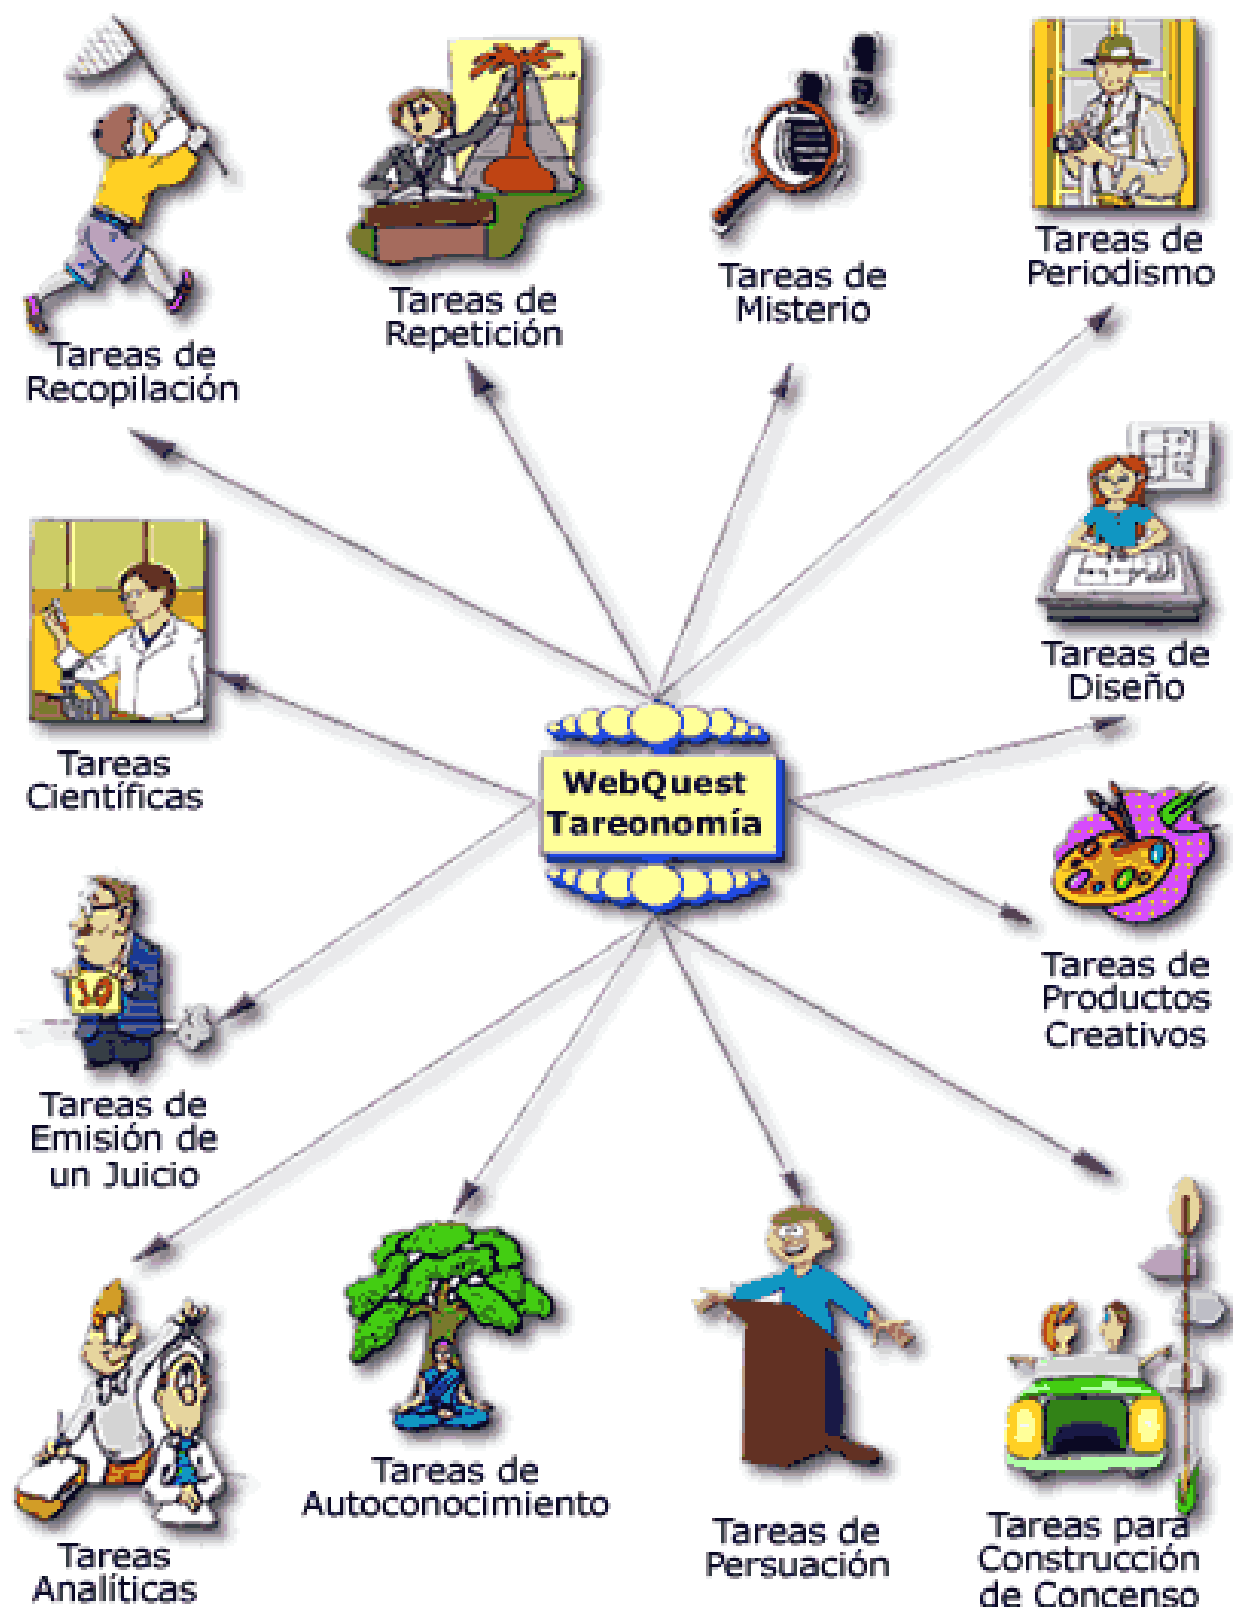 Tareas de
Recopilación
Tareas de
Repetición
Tareas de
Misterio
Tareas de
Periodismo
Tareas de
Diseño
Tareas
Científicas
WebQuest
Tareonomía
Tareas de
Productos
Creativos
10
Tareas de
Emisión de
un Juicio
Tareas
Analíticas
Tareas de
Autoconocimiento
Tareas de
Persuación
Tareas para
Construcción
de Concenso